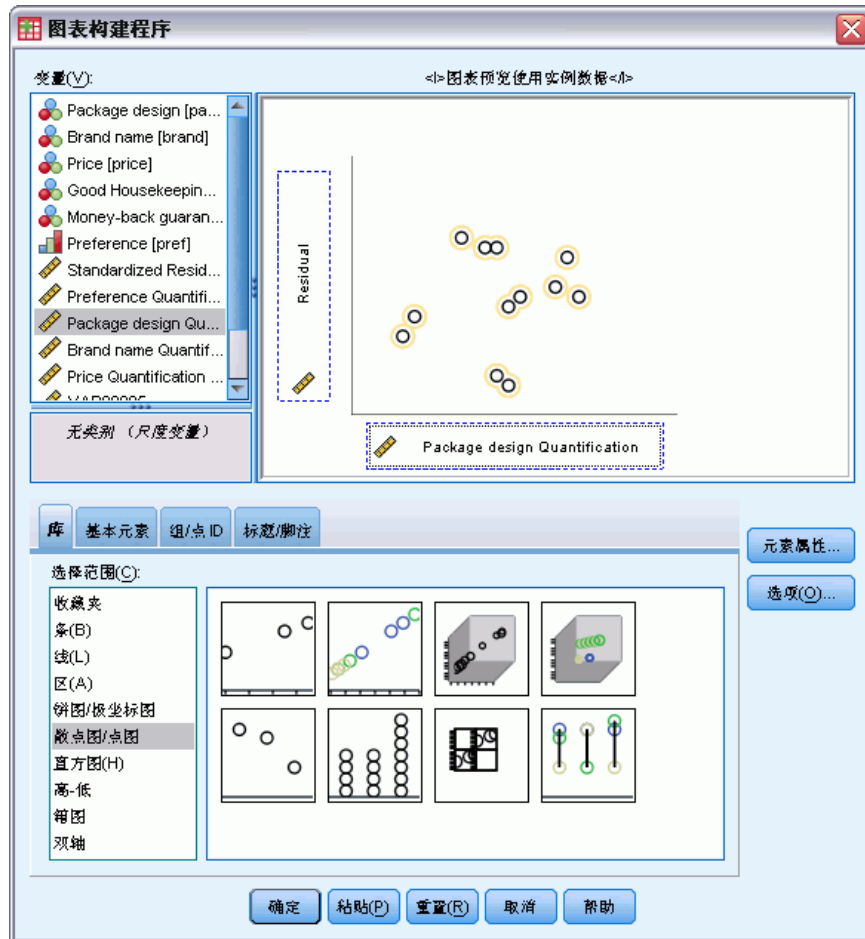 图表构建程序
变量(V):
<I>图表预览使用实例数据</I>
Package design [pa...
Brand name [brand]
Price [price]
Good Housekeepin...
Money-back guaran...
Preference [pref]
Standardized Resid...
Preference Quantifi...
Package design Qu...
Brand name Quantif...
Price Quantification ...
无类别 （尺度变量）
Residual
Package design Quantification
库
基本元素
组/点 ID
标题/脚注
元素属性...
选项(O)...
选择范围(C):
收藏夹
条(B)
线(L)
区(A)
饼图/极坐标图
散点图/点图
直方图(H)
高-低
箱图
双轴
确定
粘贴(P)
重置(R)
取消
帮助